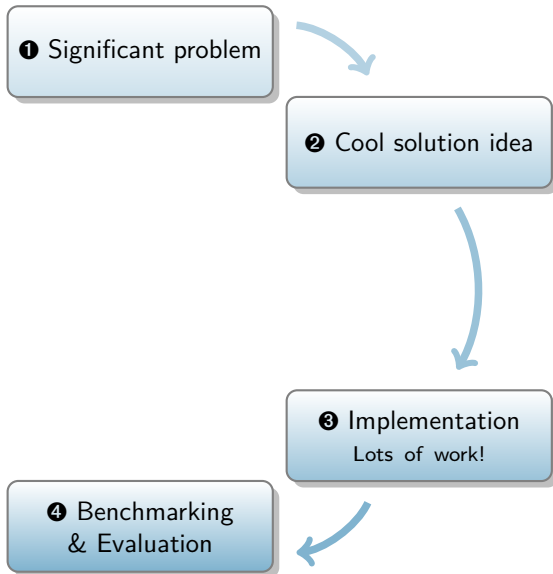 ❶ Significant problem
❷ Cool solution idea
❸ Implementation
Lots of work!
❹ Benchmarking
& Evaluation